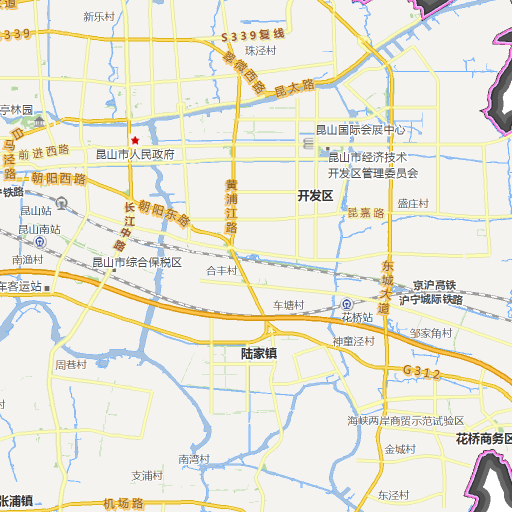 新乐村
S339复线
339
珠泾村
翠微西路
昆太路
亭林园
白马泾路
昆山国际会展中心
前进西路
昆山市人民政府
昆山市经济技术
开发区管理委员会
朝阳西路
宁铁路
黄浦江路
开发区
长江中路
朝阳东路
昆嘉路
盛庄村
昆山站
昆山南站
南渔村
昆山市综合保税区
合丰村
东城大道
京沪高铁
沪宁城际铁路
车客运站
车塘村
花桥站
邹家角村
神童泾村
陆家镇
周巷村
G312
村
海峡两岸商贸示范试验区
花桥商务区
金城村
南湾村
支浦村
东泾村
张浦镇
机场路